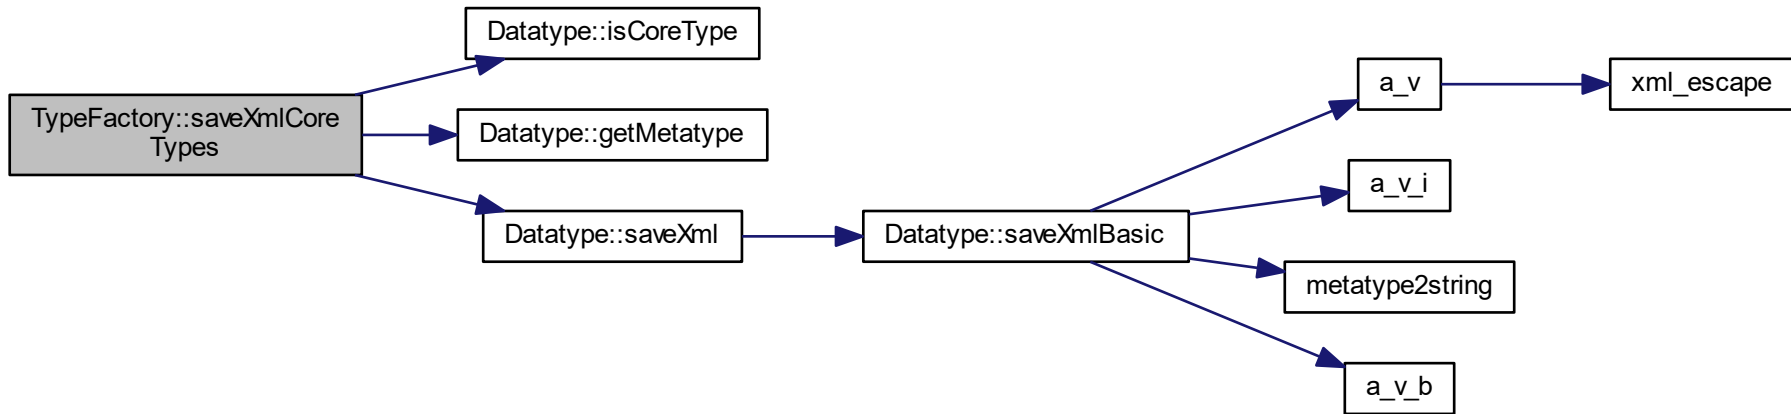 TypeFactory::saveXmlCore
Types
Datatype::isCoreType
Datatype::getMetatype
Datatype::saveXml
Datatype::saveXmlBasic
a_v
xml_escape
a_v_i
metatype2string
a_v_b